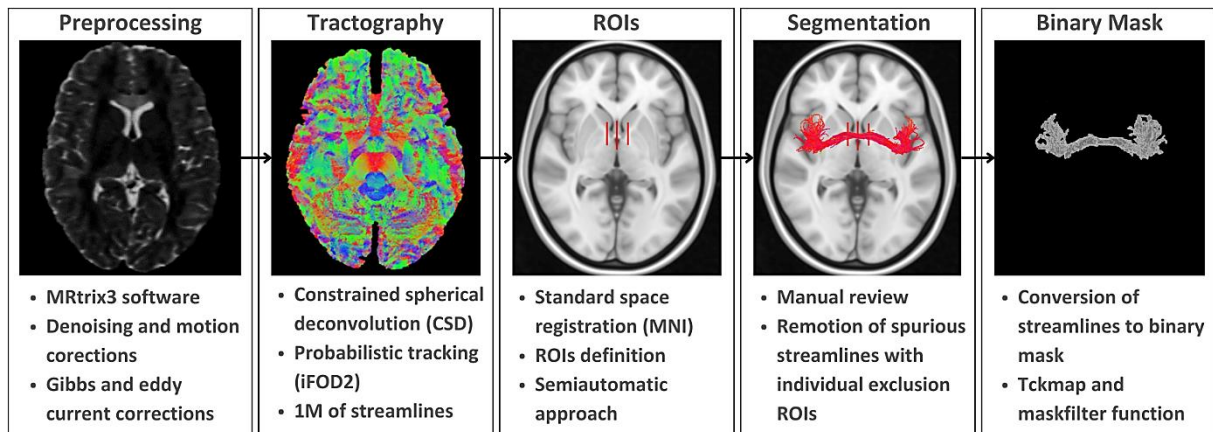 Preprocessing
• MRtrix3 software
• Denoising and motion
corections
• Gibbs and eddy
current corrections
Tractography
• Constrained spherical
deconvolution (CSD)
• Probabilistic tracking
(iFOD2)
• 1M of streamlines
ROIs
• Standard space
registration (MNI)
• ROIs definition
• Semiautomatic
approach
Segmentation
• Manual review
• Remotion of spurious
streamlines with
individual exclusion
ROIs
Binary Mask
• Conversion of
streamlines to binary
mask
• Tckmap and
maskfilter function